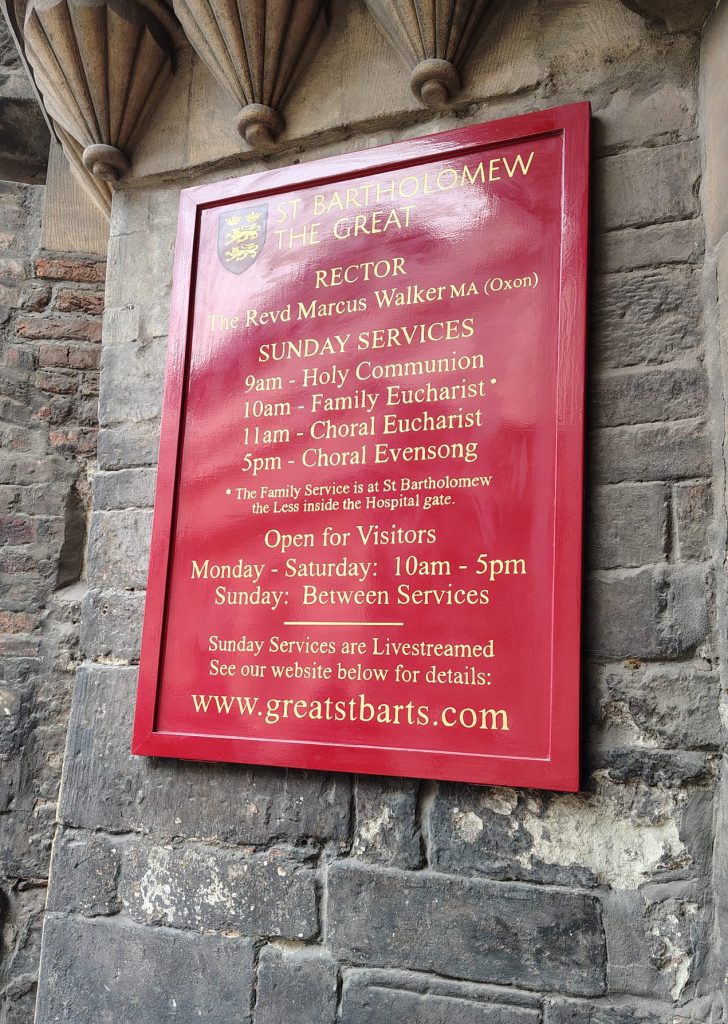 ST BARTHOLOMEW
THE GREAT
RECTOR
The Revd Marcus Walker MA (Oxon)
SUNDAY SERVICES
9am - Holy Communion
10am - Family Eucharist *
11am - Choral Eucharist
5pm - Choral Evensong
* The Family Service is at St Bartholomew
the Less inside the Hospital gate.
Open for Visitors
Monday - Saturday: 10am - 5pm
Sunday: Between Services
Sunday Services are Livestreamed
See our website below for details:
www.greatstbarts.com